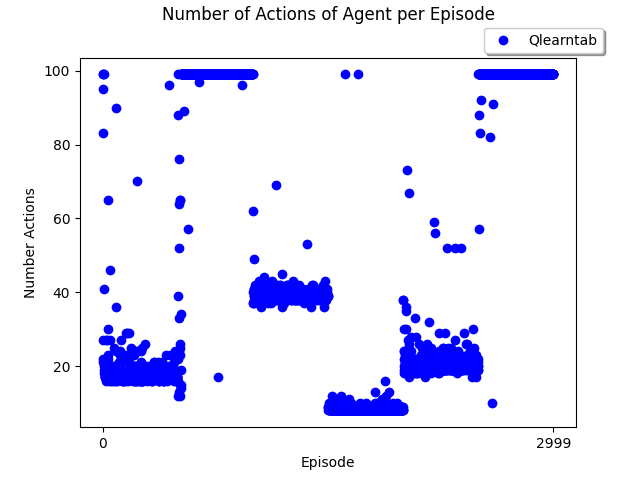 Number of Actions of Agent per Episode
Qlearntab
100
80
60
40
20
Number Actions
0
2999
Episode